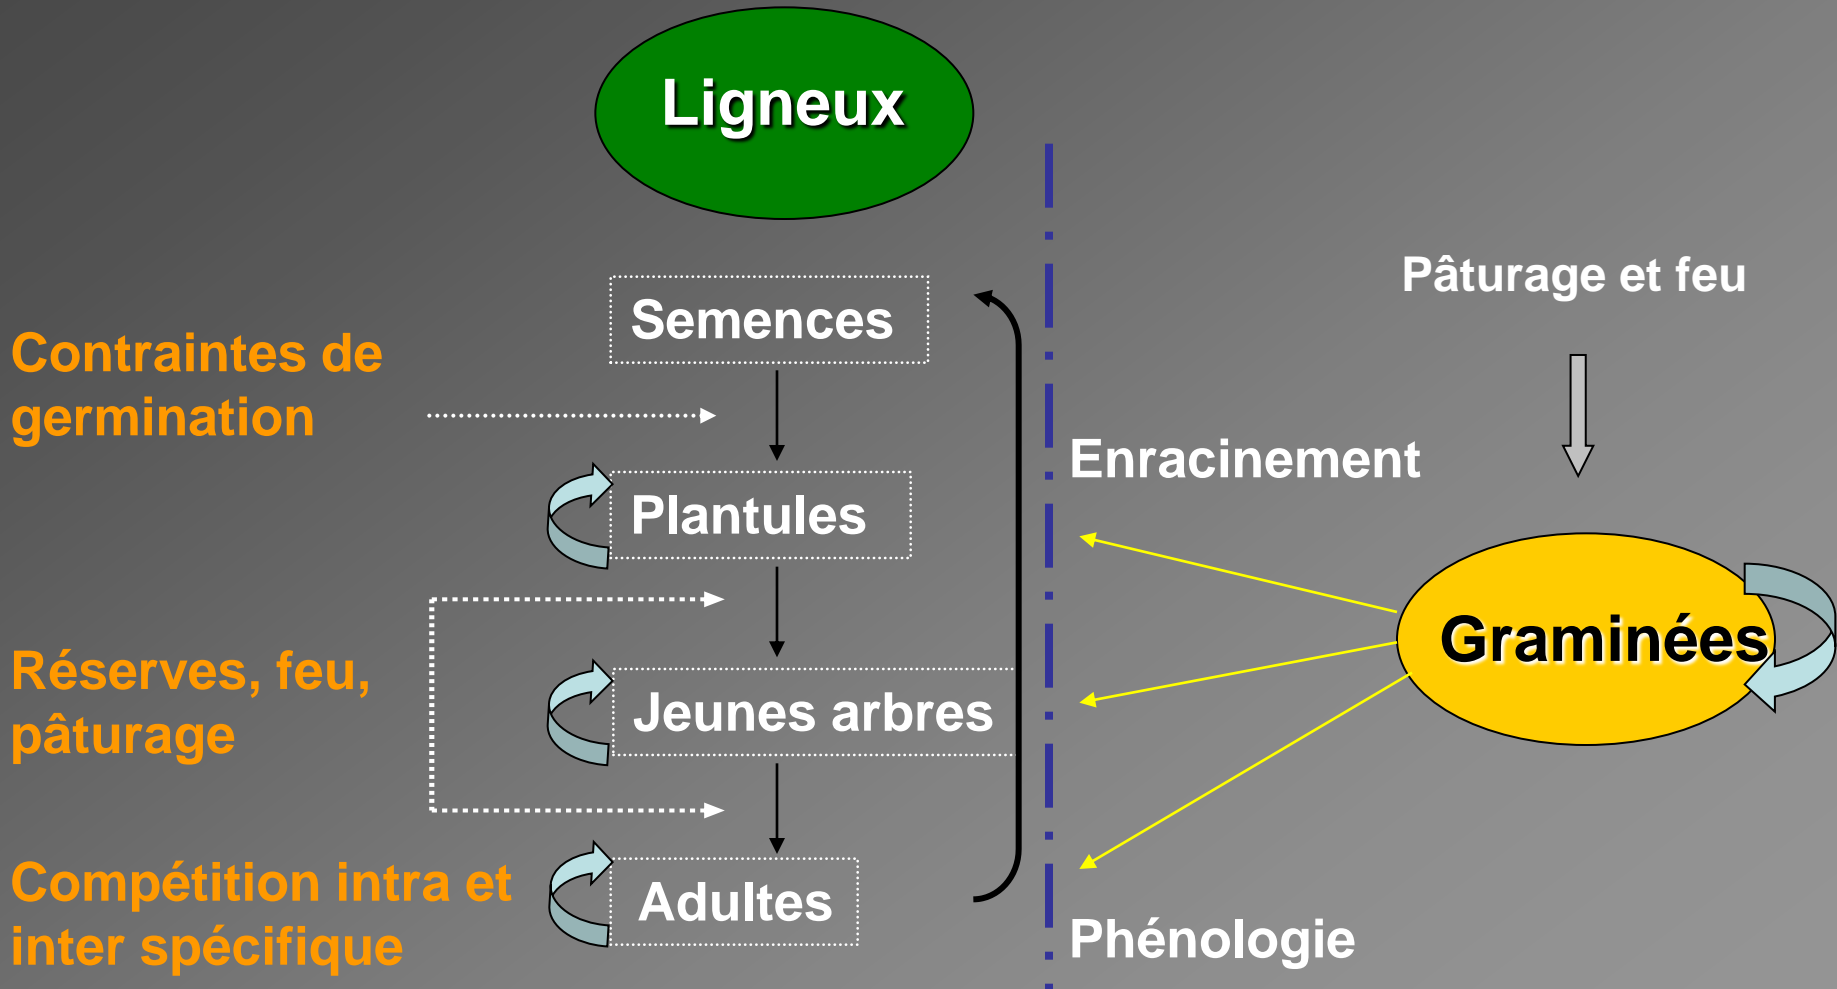 Ligneux
Semences
Pâturage et feu
Contraintes de
germination
Enracinement
Plantules
Graminées
Réserves, feu,
pâturage
Jeunes arbres
Compétition intra et
inter spécifique
Adultes
Phénologie